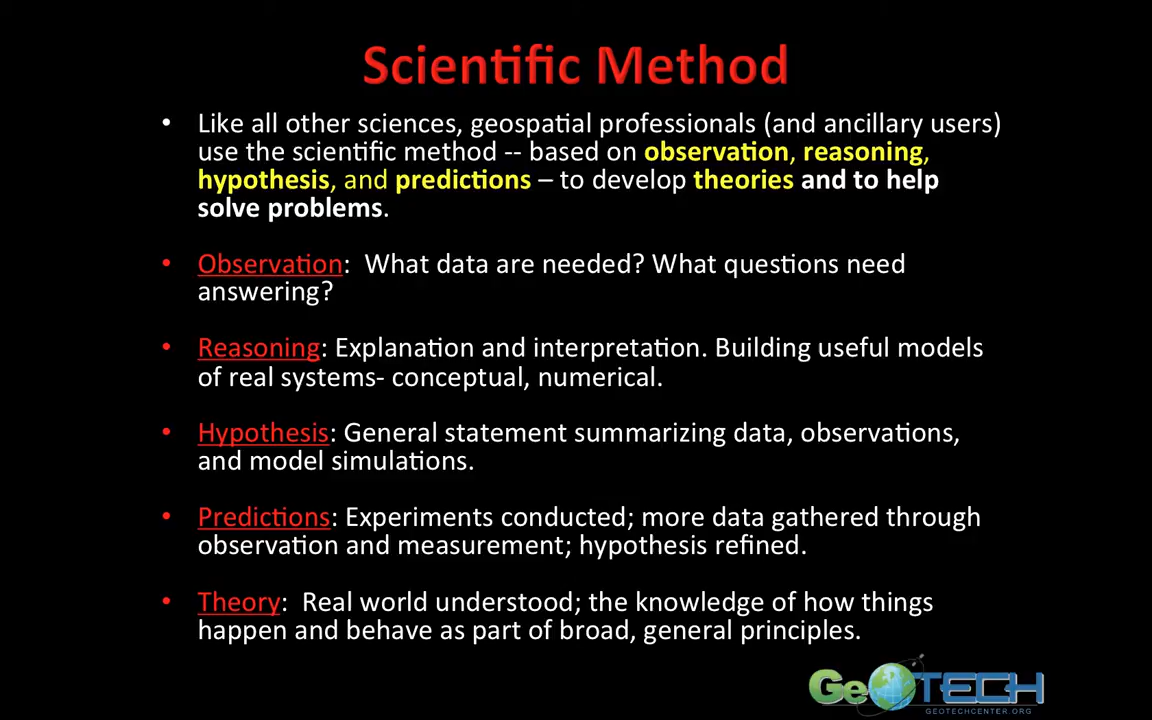 Scientific Method
• Like all other sciences, geospatial professionals (and ancillary users)
use the scientific method -- based on observation, reasoning,
hypothesis, and predictions – to develop theories and to help
solve problems.
• Observation:  What data are needed? What questions need
answering?
• Reasoning: Explanation and interpretation. Building useful models
of real systems- conceptual, numerical.
• Hypothesis: General statement summarizing data, observations,
and model simulations.
• Predictions: Experiments conducted; more data gathered through
observation and measurement; hypothesis refined.
• Theory:  Real world understood; the knowledge of how things
happen and behave as part of broad, general principles.
GeoTECH
GEOTECHCENTER.ORG